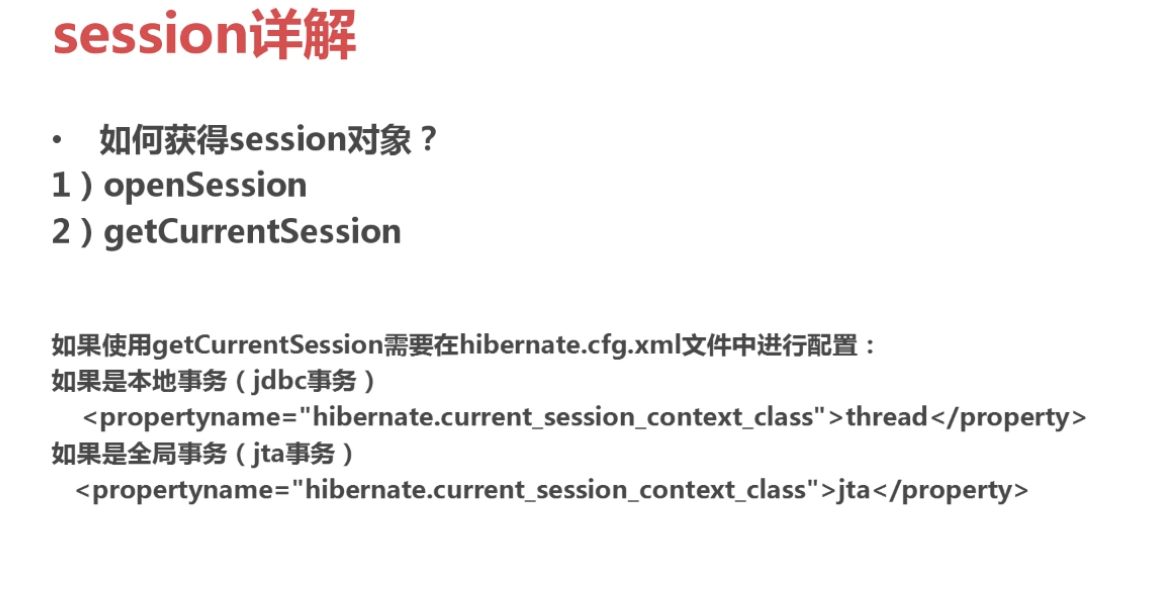 session详解
• 如何获得session对象？
1）openSession
2）getCurrentSession
如果使用getCurrentSession需要在hibernate.cfg.xml文件中进行配置：
如果是本地事务（jdbc事务）
<propertyname="hibernate.current_session_context_class">thread</property>
如果是全局事务（jta事务）
<propertyname="hibernate.current_session_context_class">jta</property>